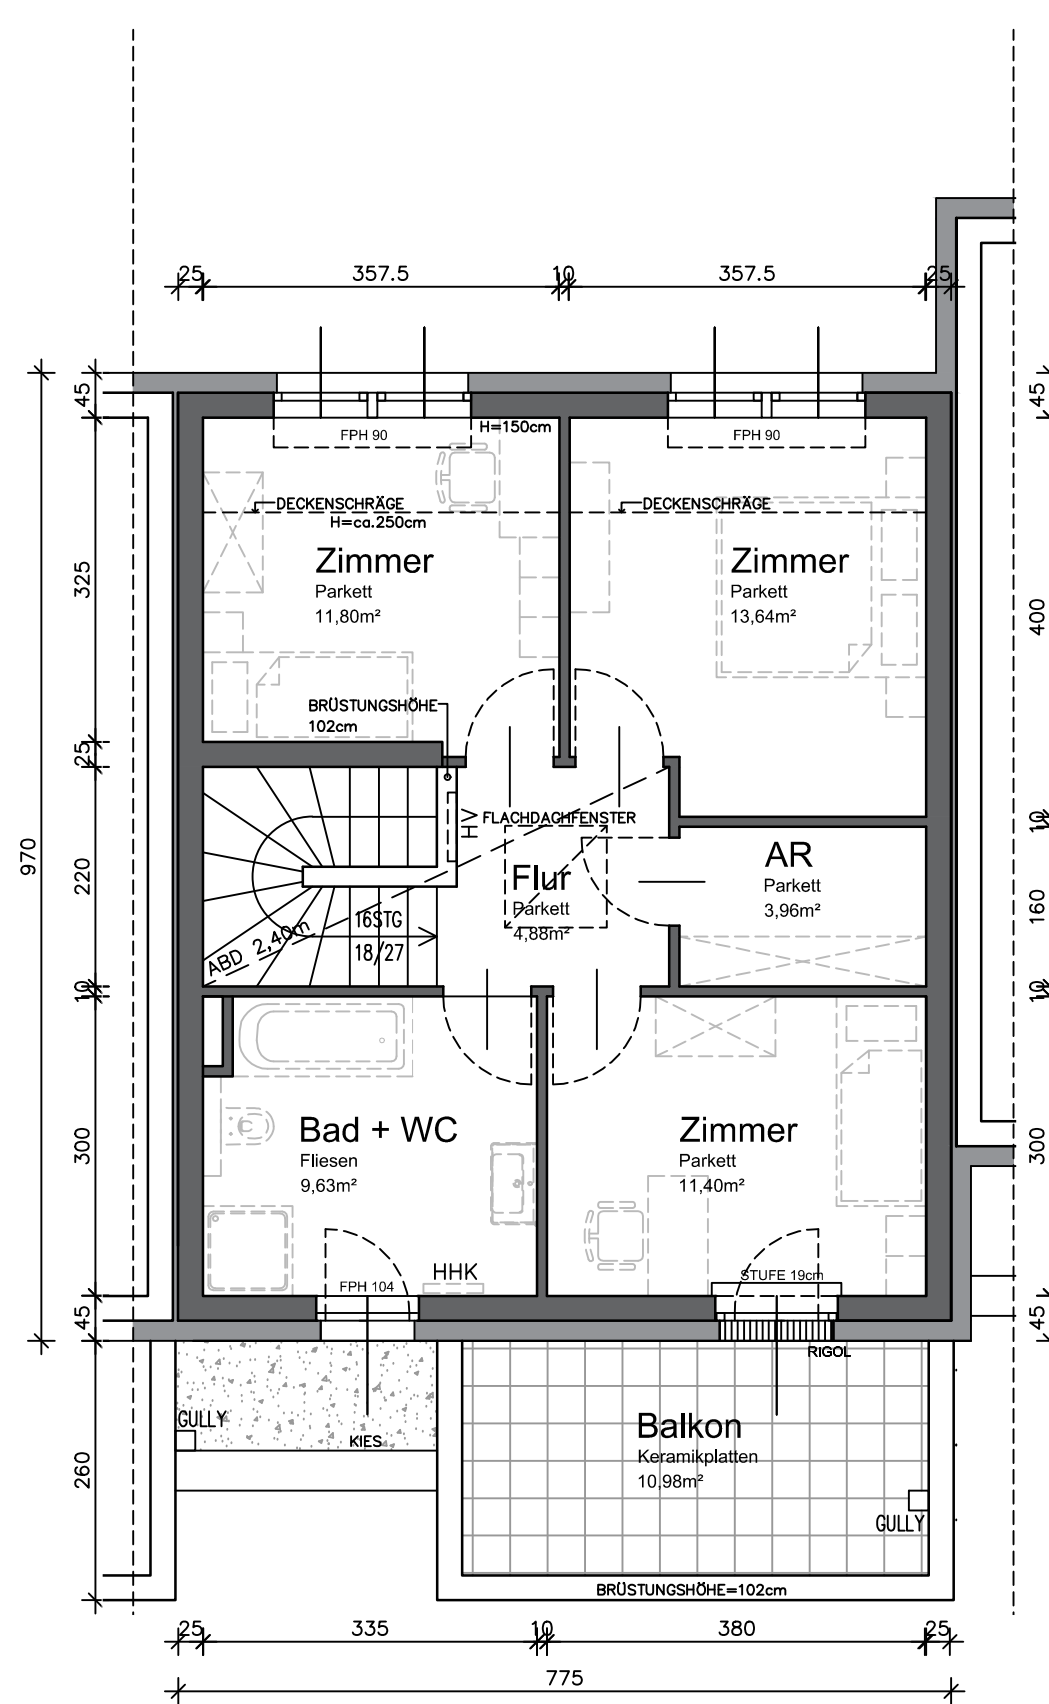 25
357.5
10
357.5
25
45
45
FPH 90
H=150cm
FPH 90
DECKENSCHRÄGE
H=ca.250cm
DECKENSCHRÄGE
Zimmer
Parkett
11,80m²
Zimmer
Parkett
13,64m²
325
400
BRÜSTUNGSHÖHE
102cm
25
970
220
HV
FLACHDACHFENSTER
10
Flur
Parkett
4,88m²
AR
Parkett
3,96m²
160
16STG
18/27
ABD 2,40m
10
10
Bad + WC
Fliesen
9,63m²
Zimmer
Parkett
11,40m²
300
300
HHK
FPH 104
STUFE 19cm
45
45
RIGOL
GULLY
KIES
Balkon
Keramikplatten
10,98m²
260
GULLY
BRÜSTUNGSHÖHE=102cm
25
335
10
380
25
775